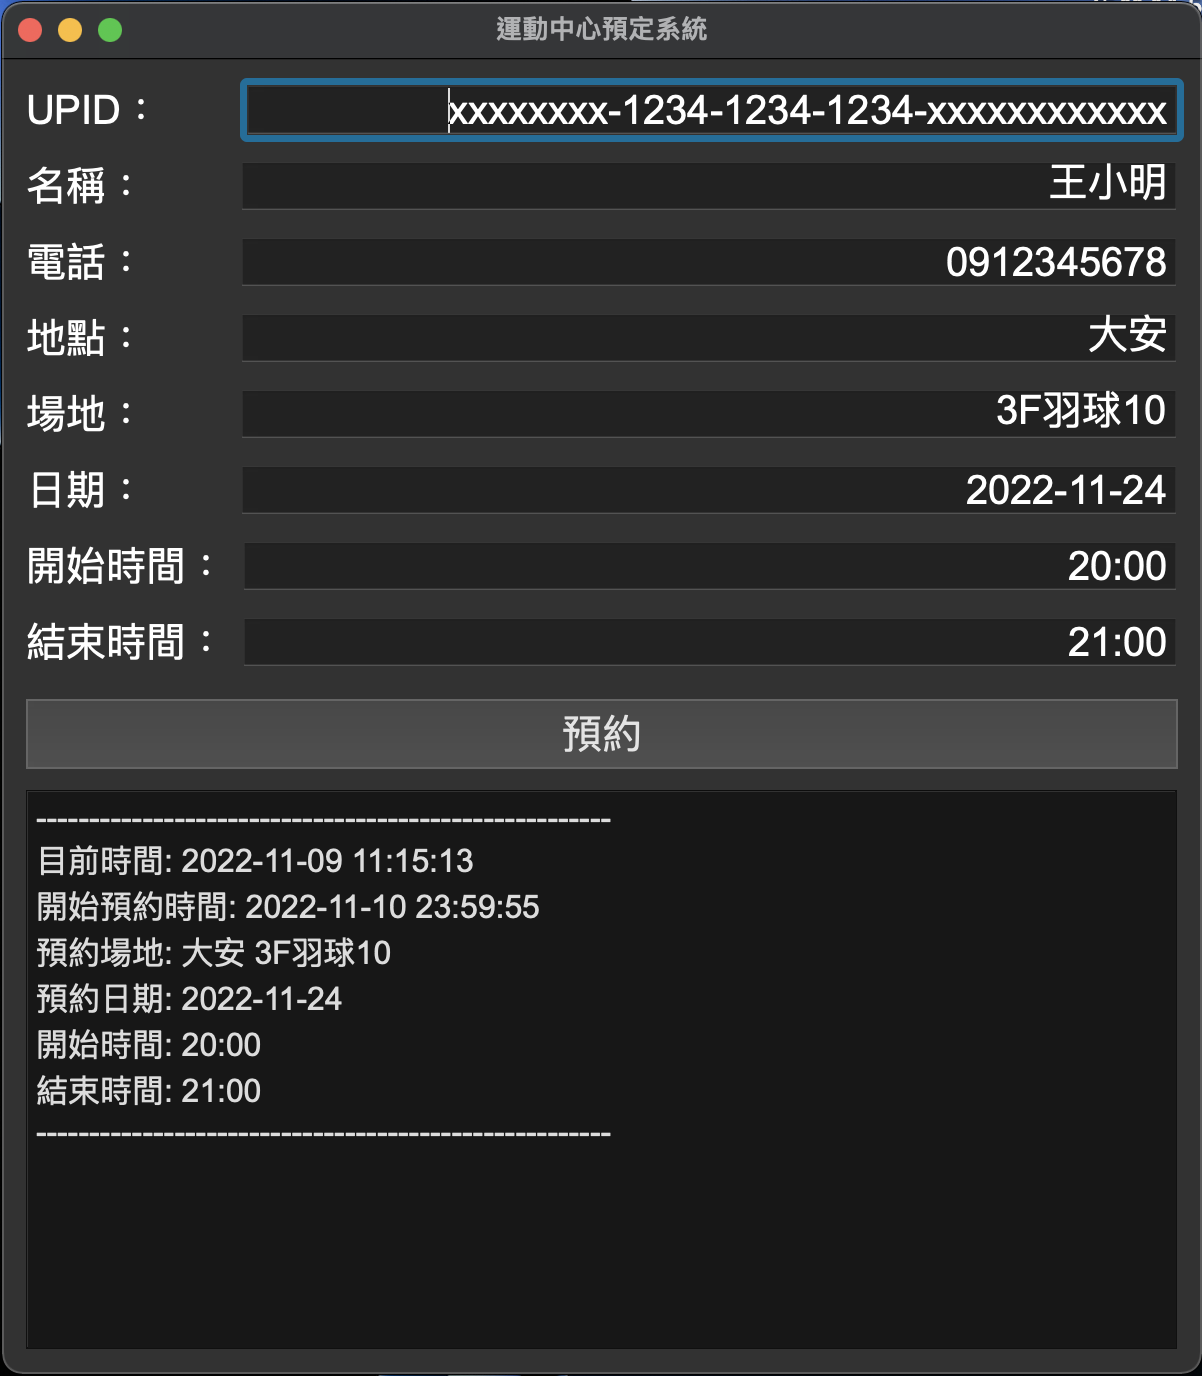 運動中心預定系統
UPID：
xxxxxxxx-1234-1234-1234-xxxxxxxxxxxx
名稱：
王小明
電話：
0912345678
地點：
大安
場地：
3F羽球10
日期：
2022-11-24
開始時間：
20:00
結束時間：
21:00
預約
------------------------------------------------------
目前時間: 2022-11-09 11:15:13
開始預約時間: 2022-11-10 23:59:55
預約場地: 大安 3F羽球10
預約日期: 2022-11-24
開始時間: 20:00
結束時間: 21:00
------------------------------------------------------